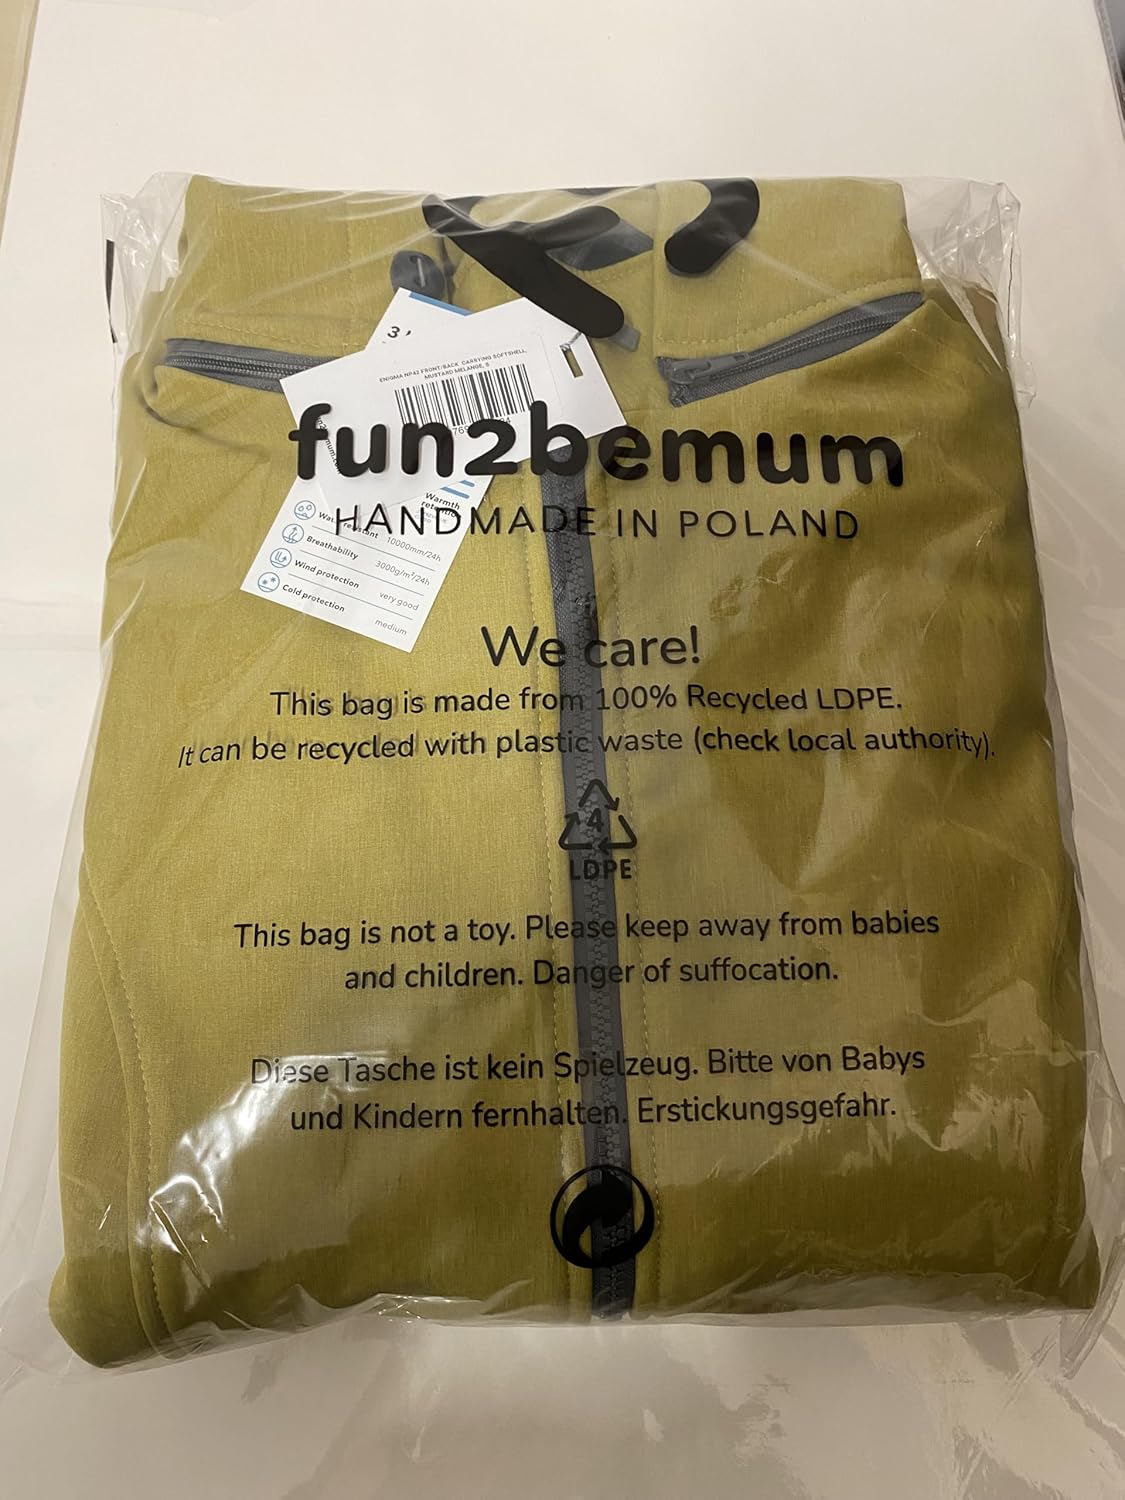 3'
ENIGMA NP42 FRONT/BACK CARRYING SOFTSHELL,
MUSTARD MELANGE, S
fun2bemum
HANDMADE IN POLAND
Warmth
Breathability
10000mm/24h
3000g/m²/24h
Wind protection
very good
Cold protection
medium
We care!
This bag is made from 100% Recycled LDPE.
It can be recycled with plastic waste (check local authority).
4
LDPE
This bag is not a toy. Please keep away from babies
and children. Danger of suffocation.
Diese Tasche ist kein Spielzeug. Bitte von Babys
und Kindern fernhalten. Erstickungsgefahr.